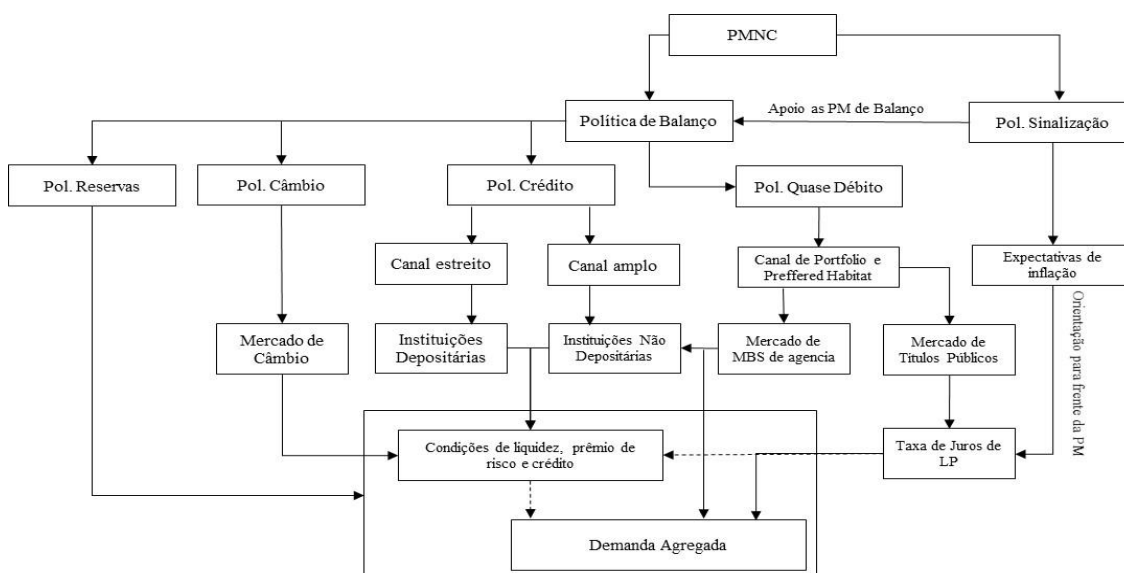 PMNC
Apoio as PM de Balanço
Política de Balanço
Pol. Sinalização
Pol. Reservas
Pol. Câmbio
Pol. Crédito
Pol. Quase Débito
Canal estreito
Canal amplo
Canal de Portfolio e
Preffered Habitat
Expectativas de
inflação
Mercado de
Câmbio
Instituições
Depositárias
Instituições Não
Depositárias
Mercado de
MBS de agencia
Mercado de
Títulos Públicos
Orientação para frente da PM
Condições de liquidez, prêmio de
risco e crédito
Taxa de Juros de
LP
Demanda Agregada